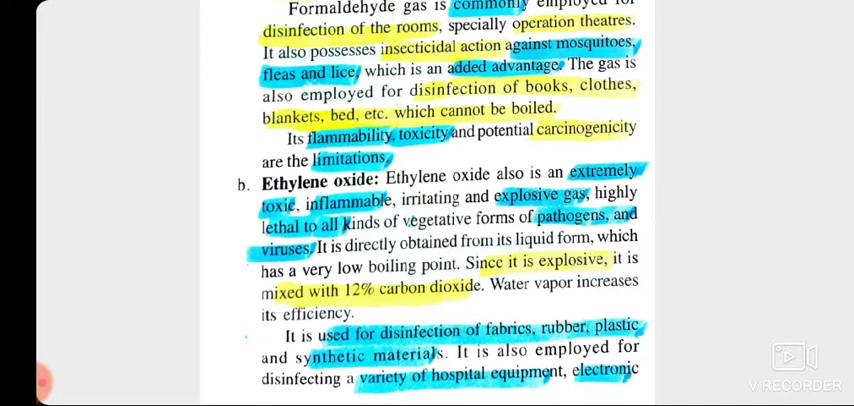 Formaldehyde gas is commonly employed for
disinfection of the rooms, specially operation theatres.
It also possesses insecticidal action against mosquitoes,
fleas and lice, which is an added advantage. The gas is
also employed for disinfection of books, clothes,
blankets, bed, etc. which cannot be boiled.
Its flammability, toxicity and potential carcinogenicity
are the limitations.
b. Ethylene oxide: Ethylene oxide also is an extremely
toxic, inflammable, irritating and explosive gas, highly
lethal to all kinds of vegetative forms of pathogens, and
viruses. It is directly obtained from its liquid form, which
has a very low boiling point. Since it is explosive, it is
mixed with 12% carbon dioxide. Water vapor increases
its efficiency.
It is used for disinfection of fabrics, rubber, plastic
and synthetic materials. It is also employed for
disinfecting a variety of hospital equipment, electronic
V RECORDER